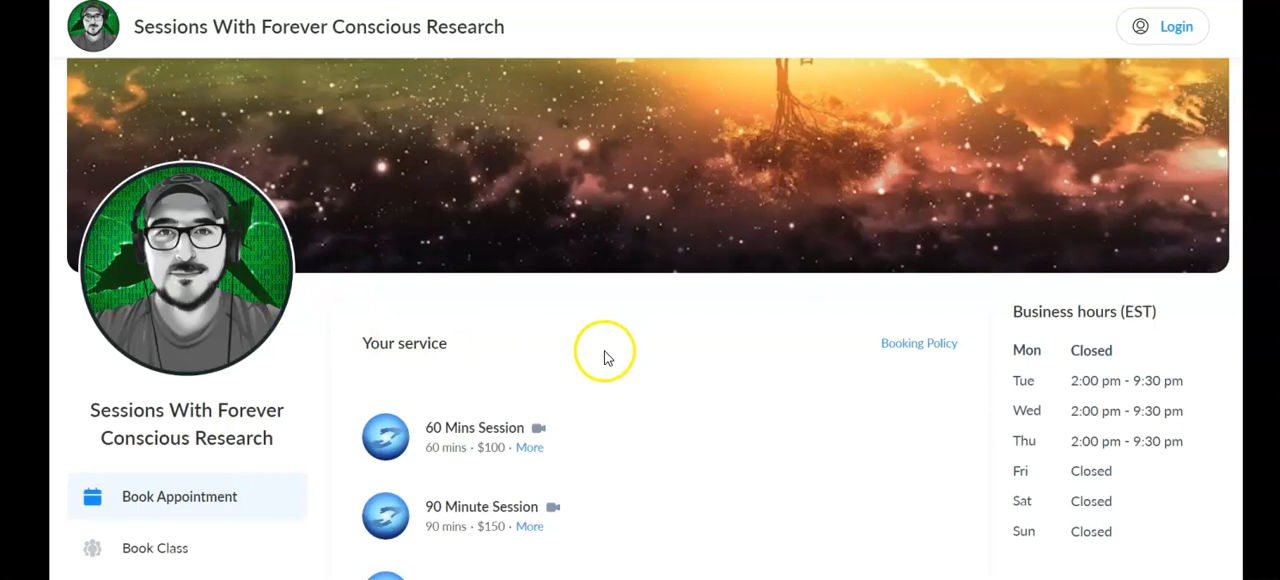 Sessions With Forever Conscious Research
Login
Sessions With Forever
Conscious Research
Book Appointment
Book Class
Your service
Booking Policy
60 Mins Session
60 mins · $100 · More
90 Minute Session
90 mins · $150 · More
Business hours (EST)
Mon Closed
Tue 2:00 pm - 9:30 pm
Wed 2:00 pm - 9:30 pm
Thu 2:00 pm - 9:30 pm
Fri Closed
Sat Closed
Sun Closed